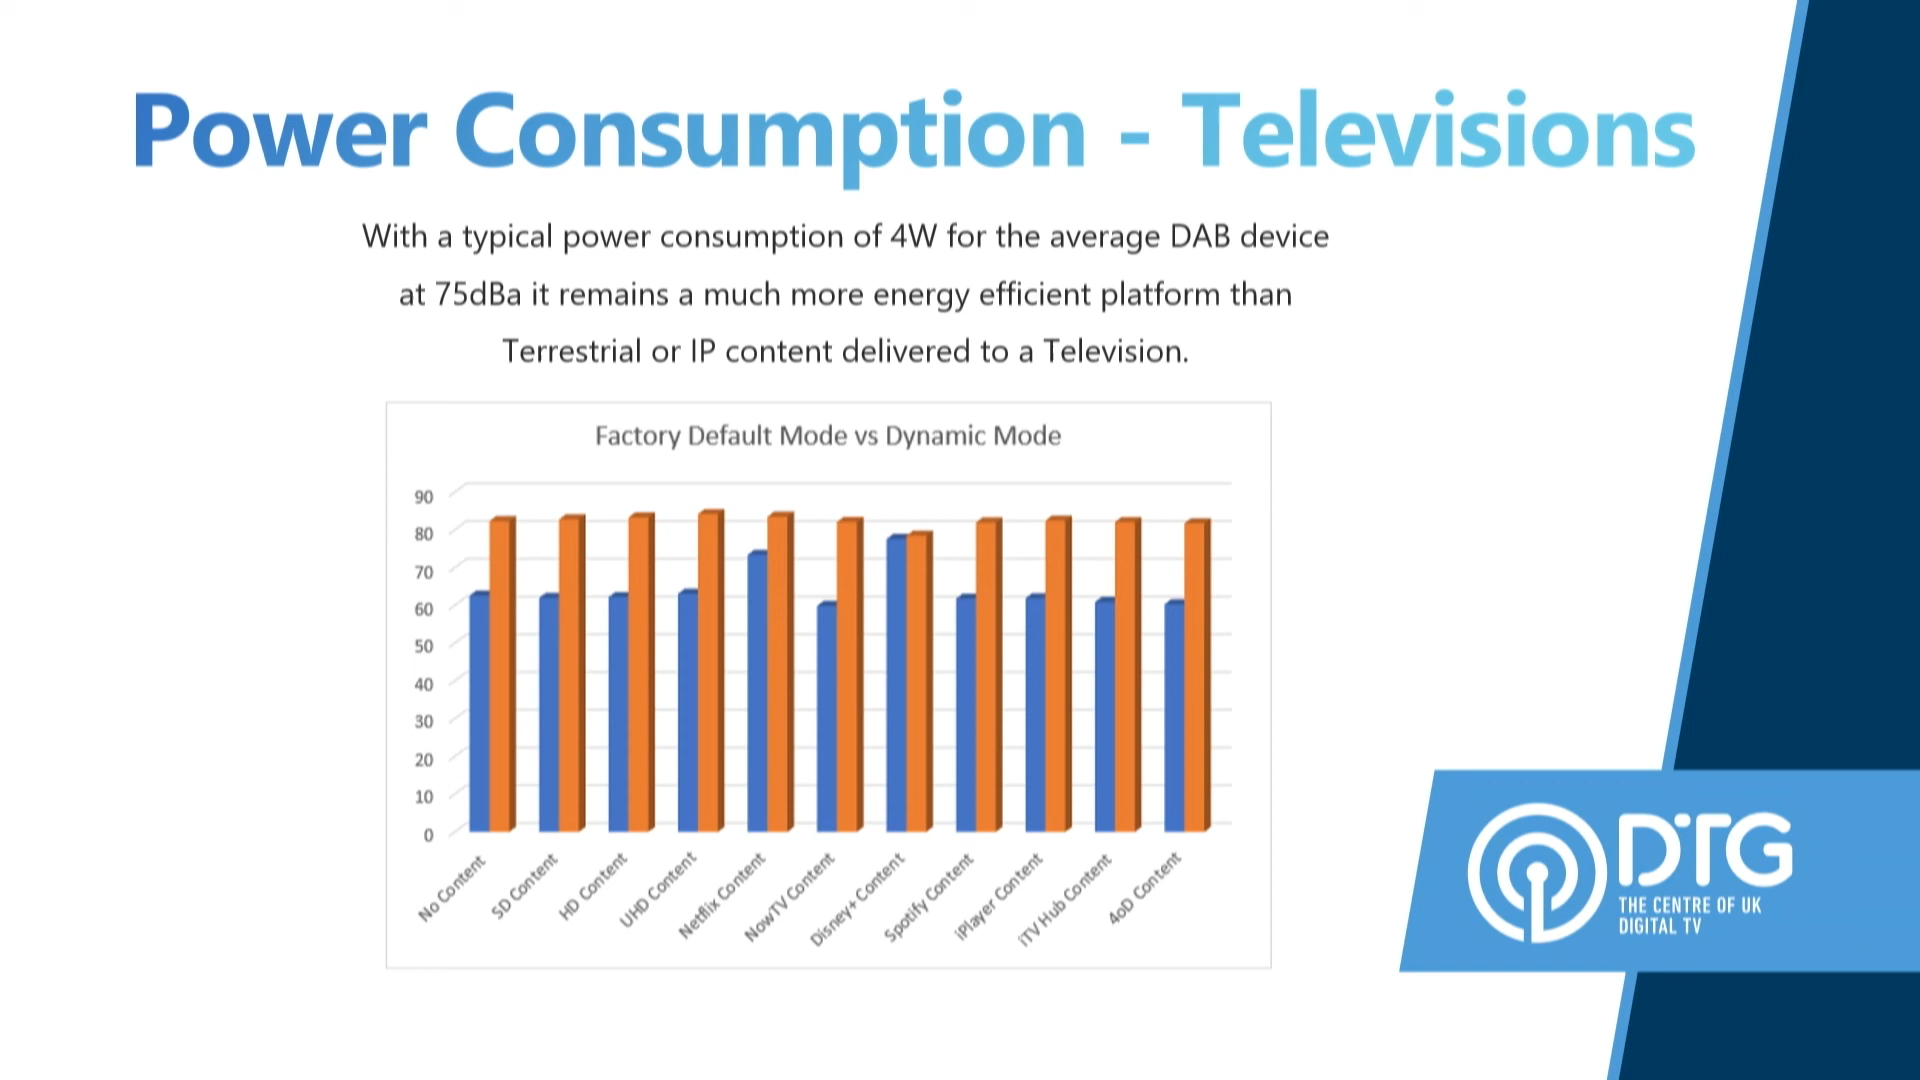 Power Consumption - Televisions
With a typical power consumption of 4W for the average DAB device
at 75dBa it remains a much more energy efficient platform than
Terrestrial or IP content delivered to a Television.
Factory Default Mode vs Dynamic Mode
90
80
70
60
50
40
30
20
10
0
No Content
SD Content
HD Content
UHD Content
Netflix Content
NowTV Content
Disney+ Content
Spotify Content
iPlayer Content
iTV Hub Content
4oD Content
DTG
THE CENTRE OF UK
DIGITAL TV